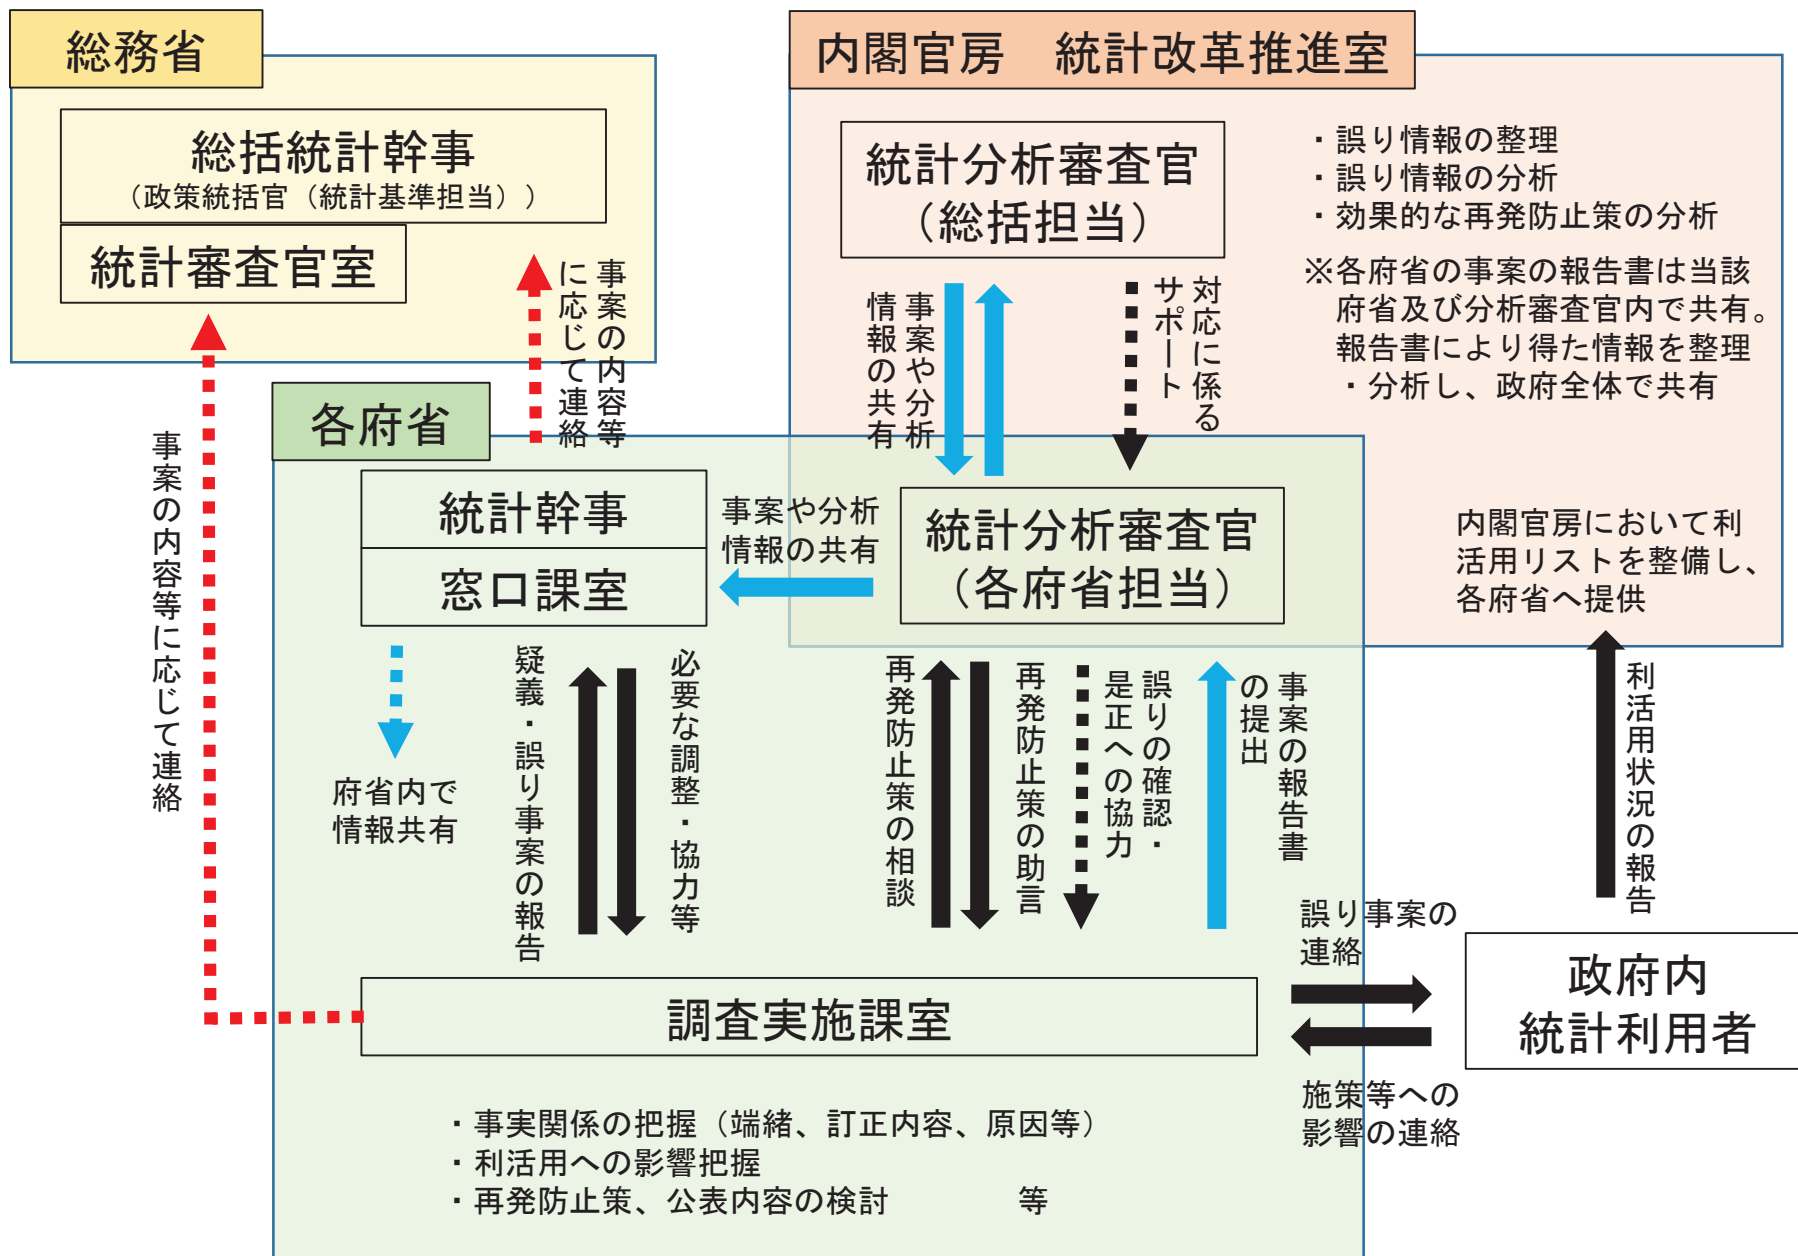 総務省
総括統計幹事
（政策統括官（統計基準担当））
統計審査官室
事案の内容等
に応じて連絡
事案の内容等に応じて連絡
内閣官房　統計改革推進室
統計分析審査官
（総括担当）
・誤り情報の整理
・誤り情報の分析
・効果的な再発防止策の分析
※各府省の事案の報告書は当該
府省及び分析審査官内で共有。
報告書により得た情報を整理
・分析し、政府全体で共有
事案や分析
情報の共有
対応に係る
サポート
各府省
統計幹事
窓口課室
事案や分析
情報の共有
統計分析審査官
（各府省担当）
内閣官房において利
活用リストを整備し、
各府省へ提供
府省内で
情報共有
疑義・誤り事案の報告
必要な調整・協力等
再発防止策の相談
再発防止策の助言
誤りの確認・
是正への協力
事案の報告書
の提出
利活用状況の報告
誤り事案の
連絡
調査実施課室
政府内
統計利用者
施策等への
影響の連絡
・事実関係の把握（端緒、訂正内容、原因等）
・利活用への影響把握
・再発防止策、公表内容の検討　　　　等